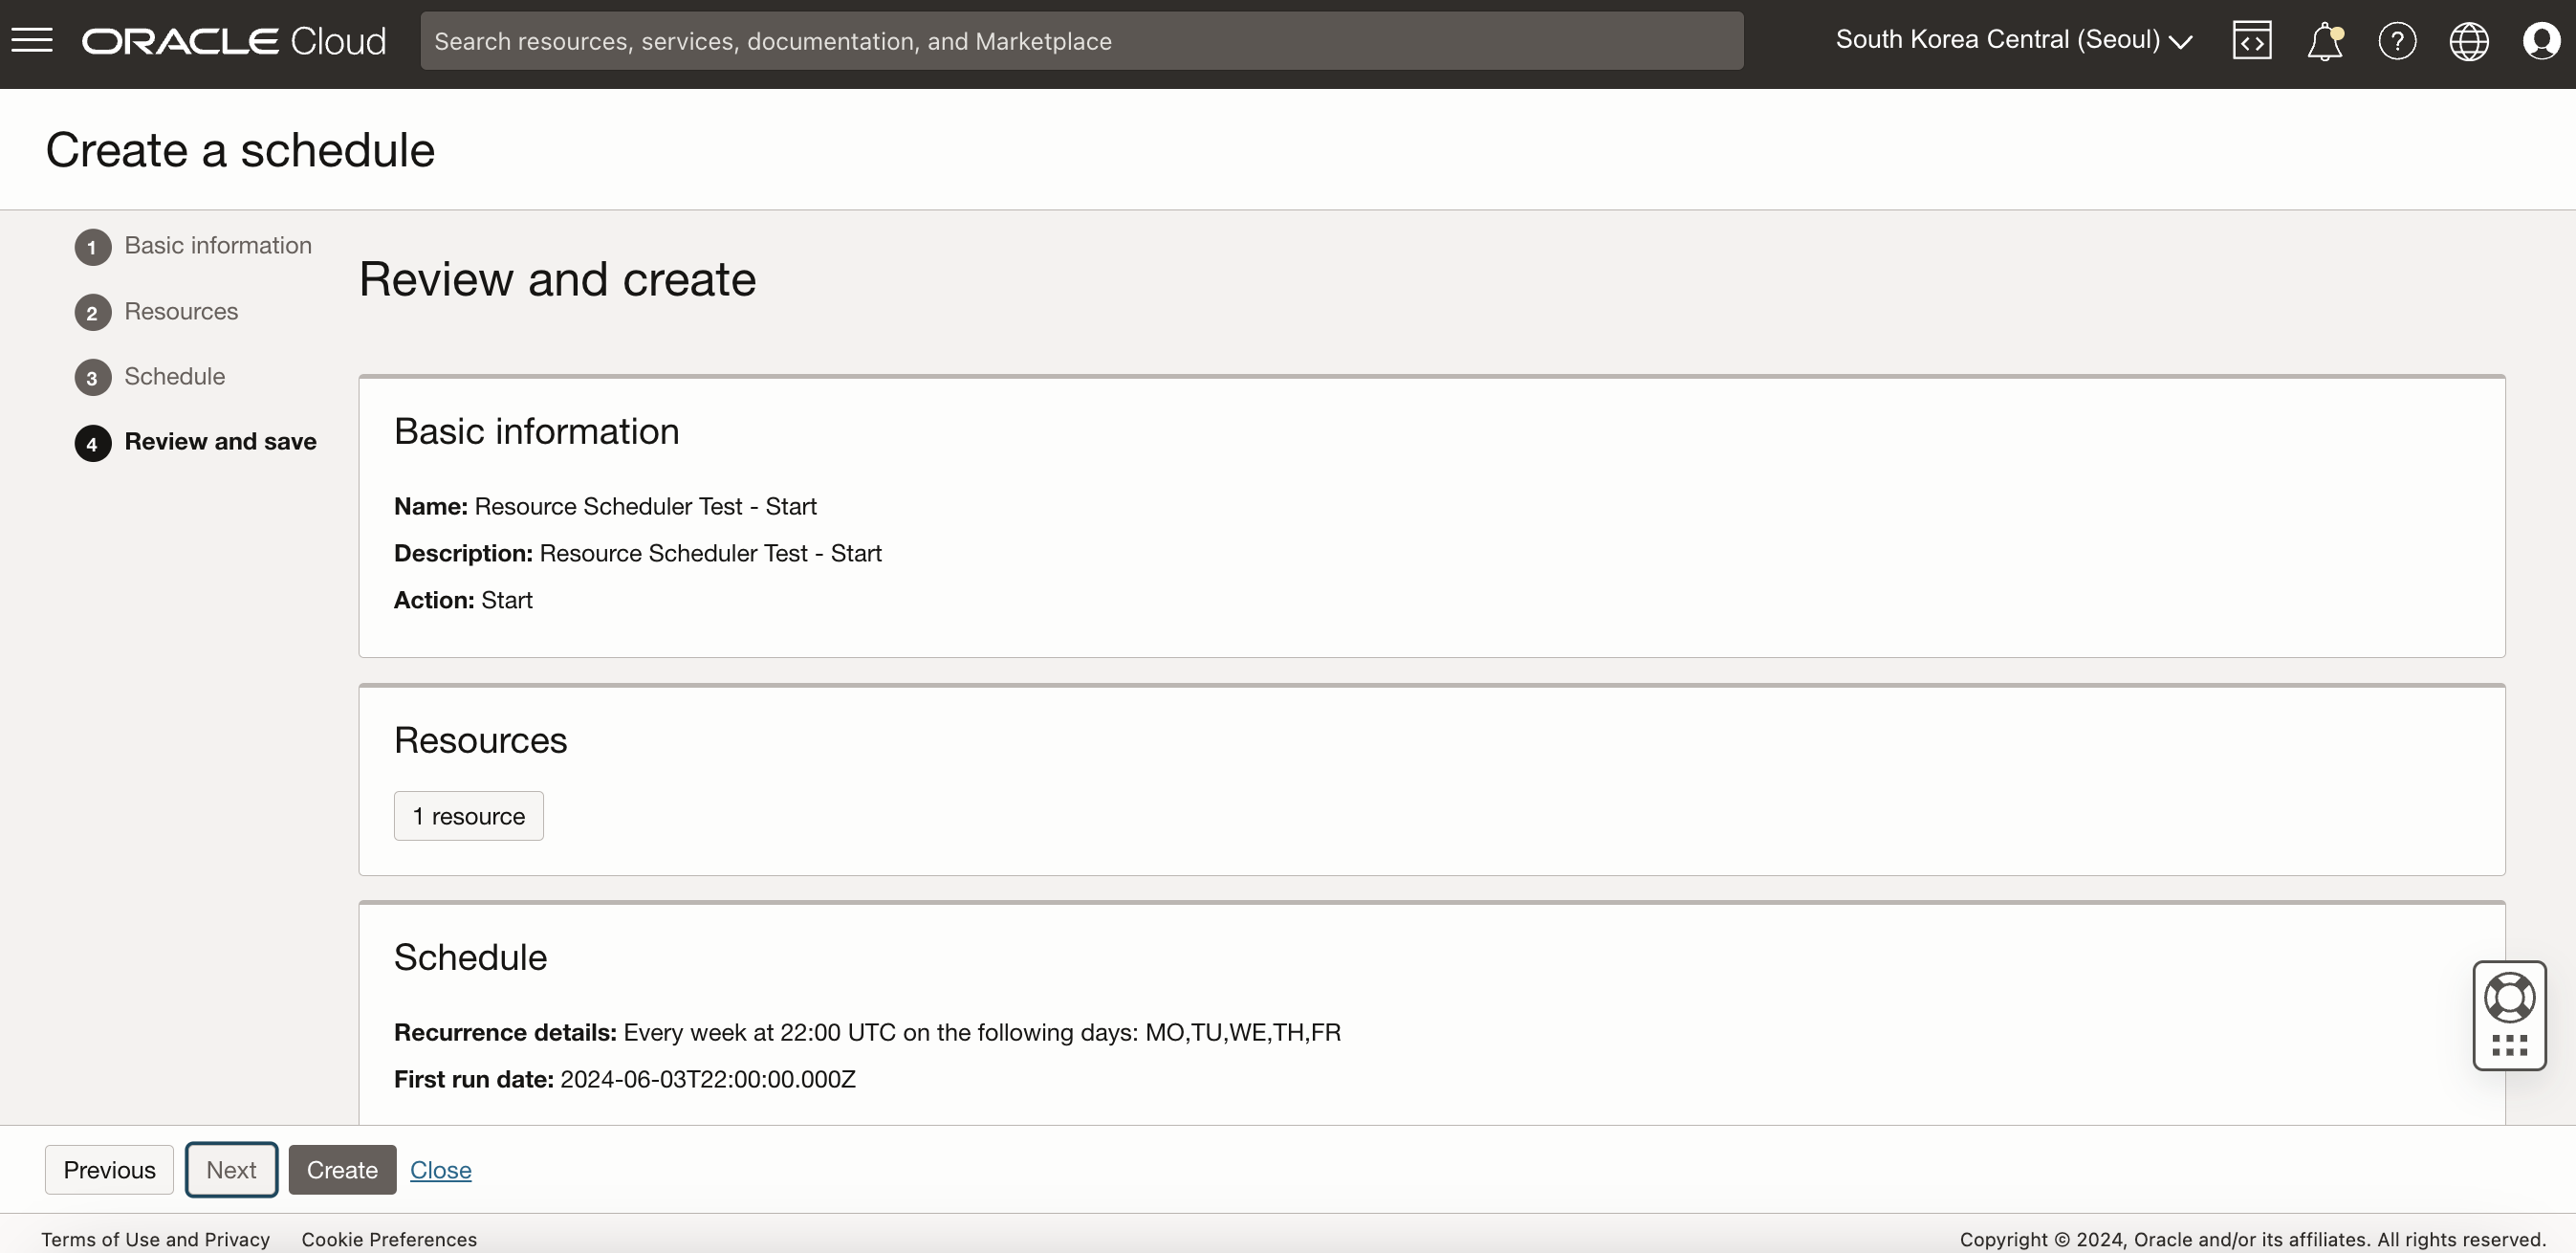 ORACLE Cloud
Search resources, services, documentation, and Marketplace
South Korea Central (Seoul)
Create a schedule
1 Basic information
2 Resources
3 Schedule
4 Review and save
Review and create
Basic information
Name: Resource Scheduler Test - Start
Description: Resource Scheduler Test - Start
Action: Start
Resources
1 resource
Schedule
Recurrence details: Every week at 22:00 UTC on the following days: MO,TU,WE,TH,FR
First run date: 2024-06-03T22:00:00.000Z
Previous Next Create Close
Terms of Use and Privacy Cookie Preferences
Copyright © 2024, Oracle and/or its affiliates. All rights reserved.